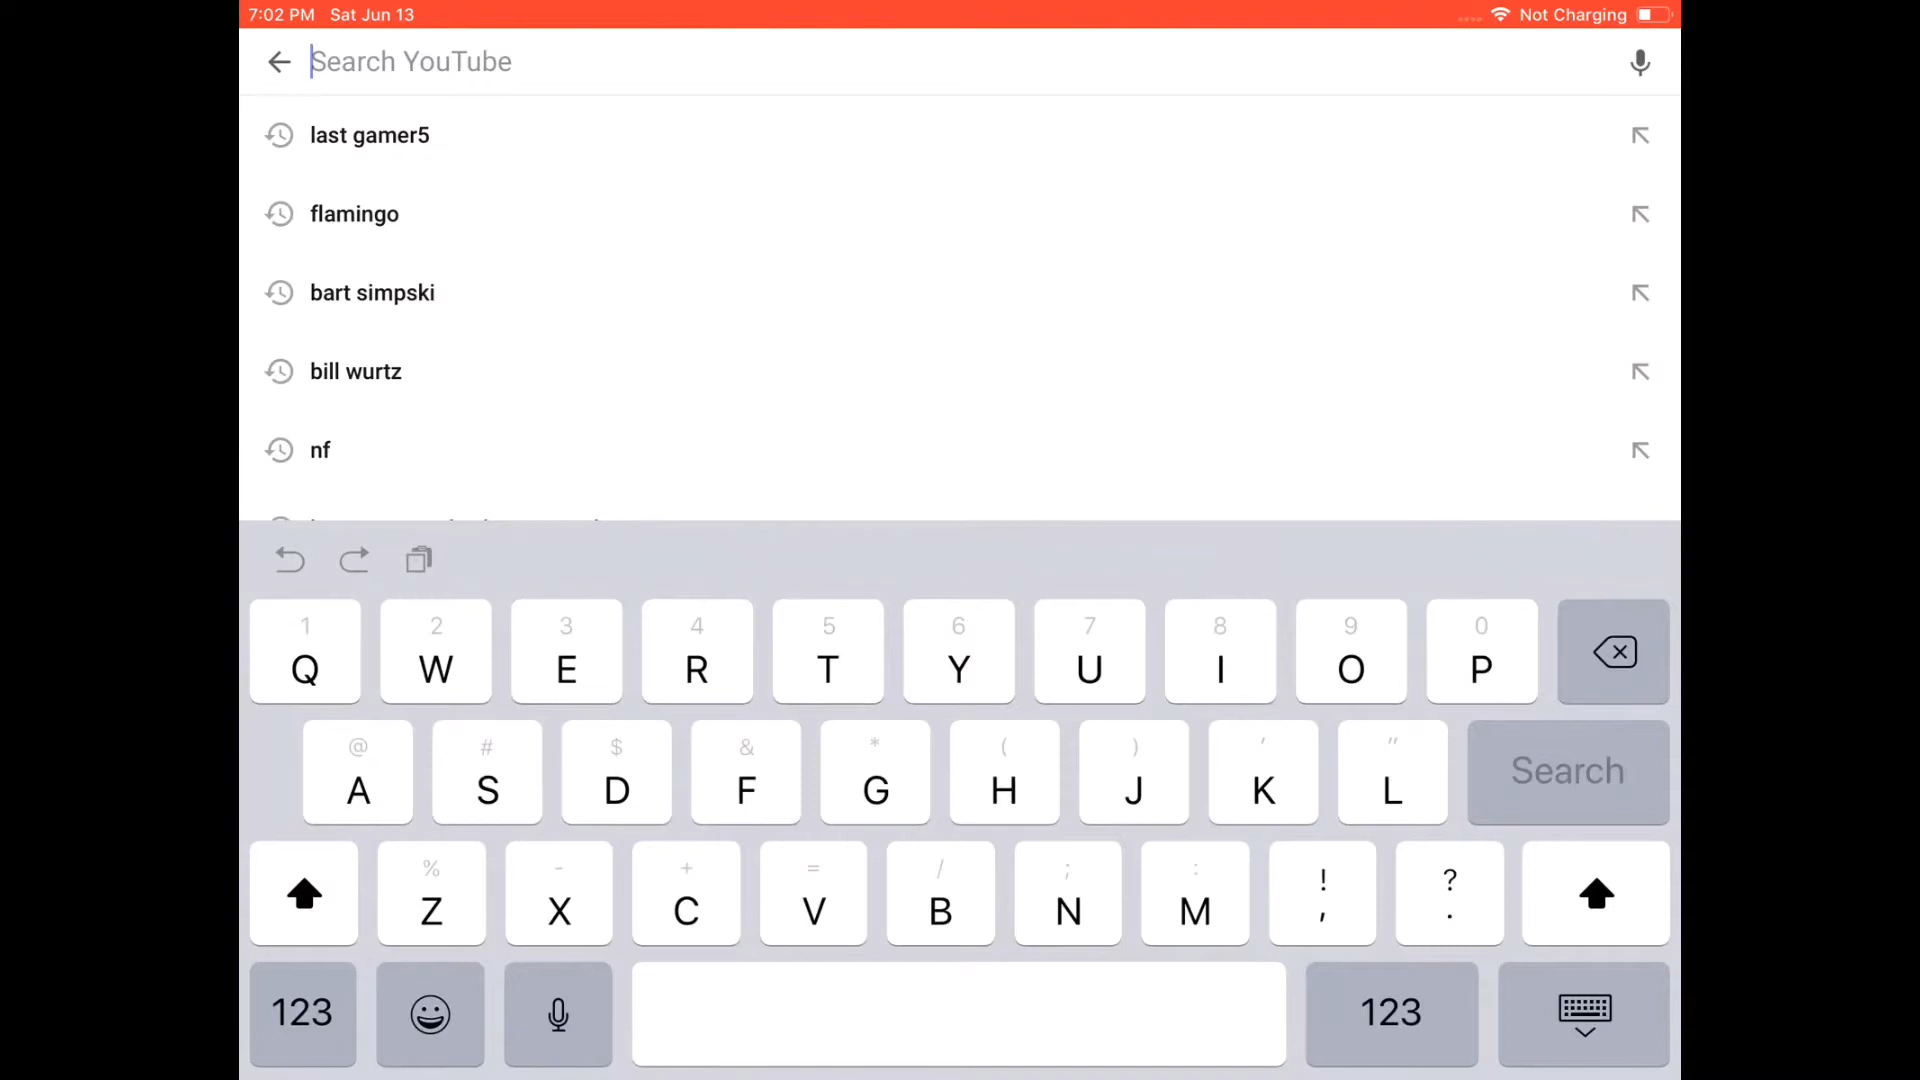 7:02 PM Sat Jun 13 Not Charging
Search YouTube
last gamer5
flamingo
bart simpski
bill wurtz
nf
1 2 3 4 5 6 7 8 9 0
Q W E R T Y U I O P
@ # $ & * ( ) ' "
A S D F G H J K L Search
% - + = / ; : ! ?
Z X C V B N M , .
123 123